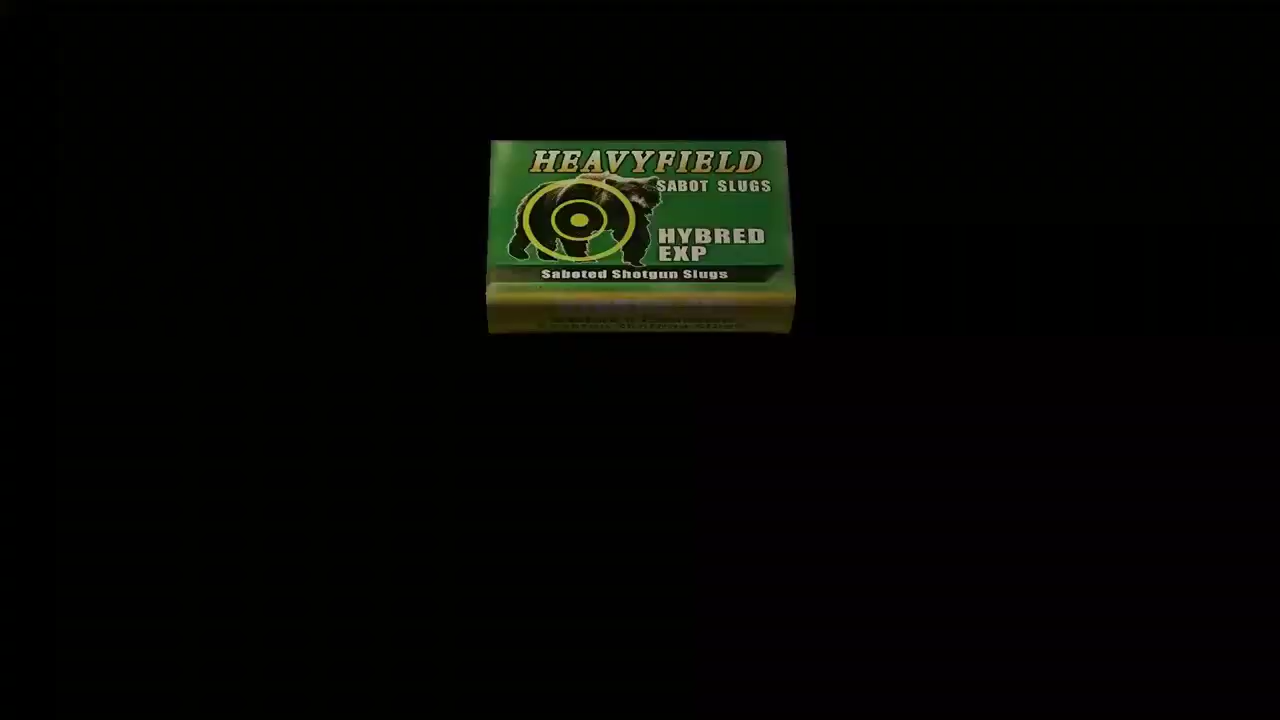 HEAVYFIELD
SABOT SLUGS
HYBRED
EXP
Saboted Shotgun Slugs